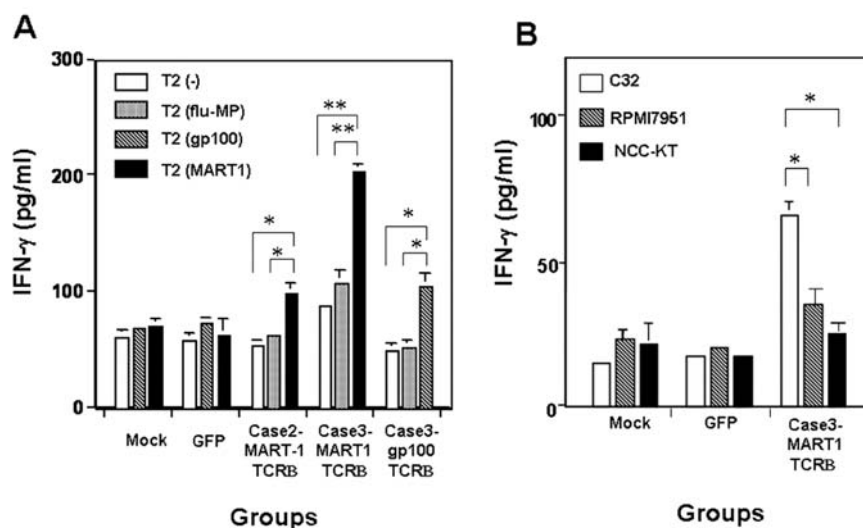 A
300
200
100
0
IFN-γ (pg/ml)
T2 (-)
T2 (flu-MP)
T2 (gp100)
T2 (MART1)
**
**
*
*
*
*
Mock
GFP
Case2-
MART-1
TCRB
Case3-
MART1
TCRB
Case3-
gp100
TCRB
Groups
B
100
50
0
IFN-γ (pg/ml)
C32
RPMI7951
NCC-KT
*
*
Mock
GFP
Case3-
MART1
TCRB
Groups